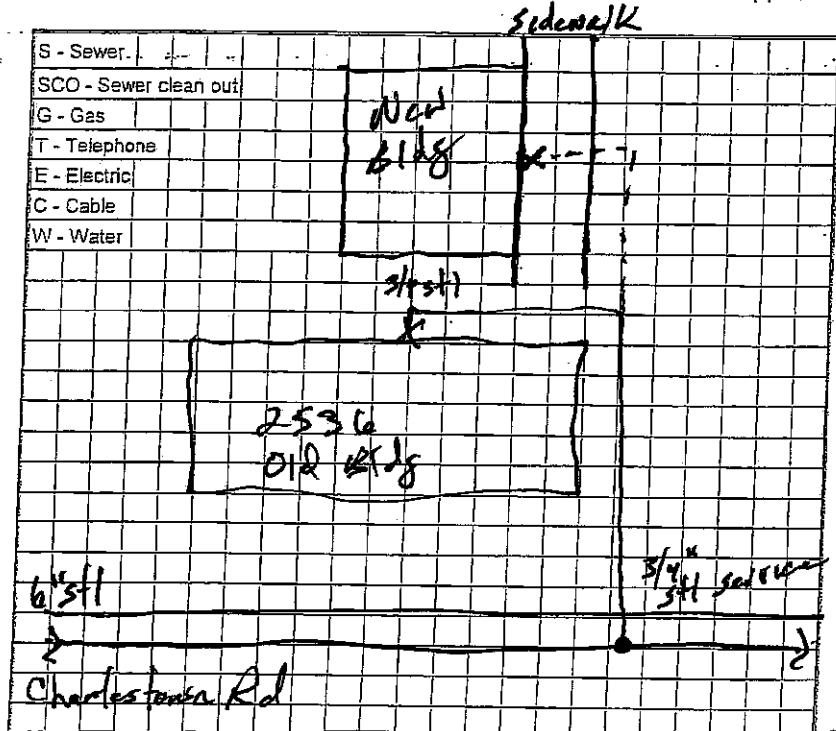 sidewalk
S - Sewer
SCO - Sewer clean out
G - Gas
T - Telephone
E - Electric
C - Cable
W - Water
New
Bldg
3/4 stl
2536
Old Bldg
6" stl
3/4"
stl service
Charlestown Rd